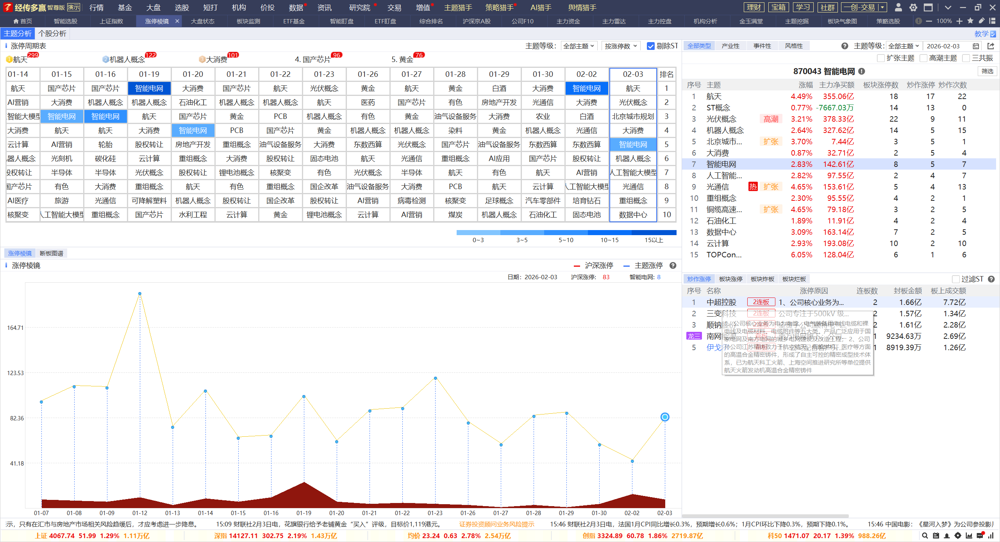 经传多赢 智尊版 演示 行情 基金 大盘 选股 短打 机构 价投 数据 资讯 研究院 交易 增值 主题猎手 策略猎手 AI猎手 舆情猎手 理财 宝箱 学习 社群 一创-交易
首页 智能选股 上证指数 涨停棱镜 大盘状态 板块监测 ETF基金 智能盯盘 ETF盯盘 综合排名 沪深京A股 公司F10 主力资金 主力雷达 主力控盘 机构分析 金玉满堂 主题挖掘 板块气象图 策略选股 100%
主题分析 个股分析 教学
涨停周期表 主题等级： 全部主题 按涨停数 剔除ST
1 航天 299 2 机器人概念 122 3 大消费 101 4. 国产芯片 96 5. 黄金 76
01-14 01-15 01-16 01-19 01-20 01-21 01-22 01-23 01-26 01-27 01-28 01-29 01-30 02-02 02-03 排名
航天 国产芯片 国产芯片 智能电网 大消费 国产芯片 航天 光伏概念 黄金 航天 黄金 白酒 大消费 智能电网 航天 1
AI营销 大消费 机器人概念 机器人概念 石油化工 机器人概念 机器人概念 航天 医药 国产芯片 有色 房地产开发 光通信 大消费 光伏概念 2
智能大模型 智能电网 智能电网 航天 国产芯片 黄金 PCB 机器人概念 有色 黄金 油气设备服务 大消费 农业 白酒 北京城市规划 3
大消费 航天 航天 大消费 智能电网 PCB 国产芯片 黄金 机器人概念 机器人概念 染料 黄金 机器人概念 光通信 大消费 4
云计算 AI营销 轮胎 股权转让 房地产开发 重组概念 油气设备服务 大消费 东数西算 光伏概念 国产芯片 油气设备服务 东数西算 东数西算 智能电网 5
器人概念 光刻机 碳化硅 云计算 重组概念 大消费 股权转让 固态电池 航天 光通信 重组概念 AI应用 国产芯片 股权转让 机器人概念 6
股权转让 半导体 半导体 光伏概念 股权转让 锂电池概念 核聚变 有色 光伏概念 半导体 航天 有色 航天 AI营销 人工智能大模型 7
国产芯片 有色 大消费 重组概念 航天 有色 重组概念 国企改革 油气设备服务 大消费 PCB 航天 云计算 人工智能大模型 光通信 8
AI医疗 旅游 光通信 可降解塑料 机器人概念 股权转让 国企改革 股权转让 AI营销 病毒检测 核聚变 足球概念 汽车零部件 培育钻石 重组概念 9
核聚变 人工智能大模型 重组概念 国产芯片 水利工程 云计算 黄金 锂电池概念 云计算 AI营销 煤炭 机器人概念 石油化工 固态电池 数据中心 10
0~3 3~5 5~10 10~15 15以上
涨停棱镜 断板图谱
涨停棱镜 沪深涨停 主题涨停
日期：2026-02-03 沪深涨停: 83 智能电网: 8
164.71
123.53
82.36
41.18
01-07 01-08 01-09 01-12 01-13 01-14 01-15 01-16 01-19 01-20 01-21 01-22 01-23 01-26 01-27 01-28 01-29 01-30 02-02 02-03
全部类型 产业性 事件性 风格性 主题等级: 全部主题 2026-02-03
扩张主题 高潮主题 三共振
870043 智能电网 筛选
序号 主题 涨幅 主力净买额 板块涨停数 炒作涨停 炒作次数
1 航天 4.49% 355.06亿 18 17 22
2 ST概念 0.77% -7667.03万 14 13 0
3 光伏概念 高潮 3.21% 378.33亿 22 9 11
4 机器人概念 2.64% 327.62亿 14 5 15
5 北京城市... 扩张 3.70% 7.44亿 3 5 1
6 大消费 0.87% 32.71亿 2 5 4
7 智能电网 2.83% 142.61亿 8 5 7
8 人工智能... 2.82% 97.55亿 2 4 7
9 光通信 热 扩张 4.65% 153.61亿 5 4 13
10 重组概念 2.30% 95.55亿 4 2 1
11 铜缆高速... 扩张 4.65% 79.18亿 3 2 5
12 石油化工 1.89% 11.91亿 4 2 4
13 数据中心 3.09% 163.14亿 7 2 5
14 云计算 2.93% 193.08亿 10 2 10
15 TOPCon... 6.05% 128.04亿 6 1 6
炒作涨停 板块涨停 板块炸板 板块烂板 过滤ST
序号 名称 涨停原因 连板数 封板金额 板上成交额
1 中超控股 2连板 1、公司核心业务为... 2 1.66亿 7.72亿
2 三变科技 2连板 公司专注于500kV 级... 2 1.57亿 1.34亿
3 顺钠股份 2连板 2 1.61亿 2.28亿
龙三 南网能源 首板 1 9234.63万 2.69亿
5 伊戈尔 首板 1 8919.39万 1.26亿
1、公司核心业务为电力电缆、电气装备用电线电缆和裸
电线及电缆材料、电缆附件等五大类，产品广泛应用于国
家电网及南方电网的城乡电网建设及改造工程；2、公司
子公司江苏精铸致力于航空航天、舰船燃机、医疗等方面
的高温合金精密铸件，形成了自主可控的精密成型技术体
系，已为航天科工火箭、上海空间推进研究所等单位提供
航天火箭发动机高温合金精密铸件
示，只有在汇市与房地产市场相关风险趋缓后，才应考虑进一步降息。 15:09 财联社2月3日电，花旗银行给予老铺黄金“买入”评级，目标价1,119港元。 证券投资顾问业务风险提示 15:46 财联社2月3日电，法国1月CPI同比增长0.3%，预期增长0.6%；1月CPI环比下降0.3%，预期下降0.1%。 15:46 中国电影：《星河入梦》为公司参投影片
上证 4067.74 51.99 1.29% 1.11万亿 深指 14127.11 302.75 2.19% 1.43万亿 均价 23.24 0.63 2.78% 2.54万亿 创指 3324.89 60.78 1.86% 2719.87亿 科50 1471.07 20.17 1.39% 988.26亿